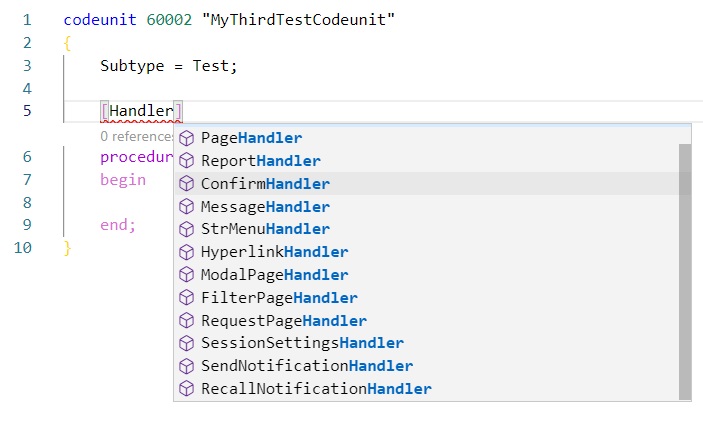 1 codeunit 60002 "MyThirdTestCodeunit"
2 {
3 Subtype = Test;
4
5 [Handler]
0 reference
PageHandler
6 procedur
ReportHandler
7 begin
ConfirmHandler
8
MessageHandler
9 end;
StrMenuHandler
10 }
HyperlinkHandler
ModalPageHandler
FilterPageHandler
RequestPageHandler
SessionSettingsHandler
SendNotificationHandler
RecallNotificationHandler